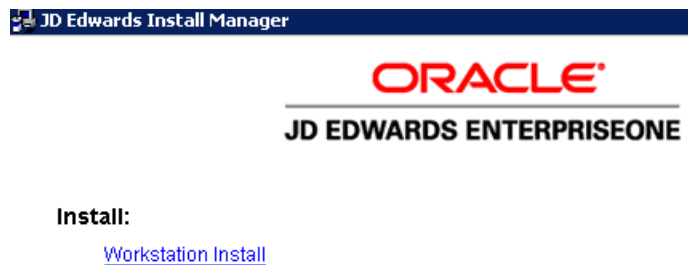 JD Edwards Install Manager
ORACLE®
JD EDWARDS ENTERPRISEONE
Install:
Workstation Install